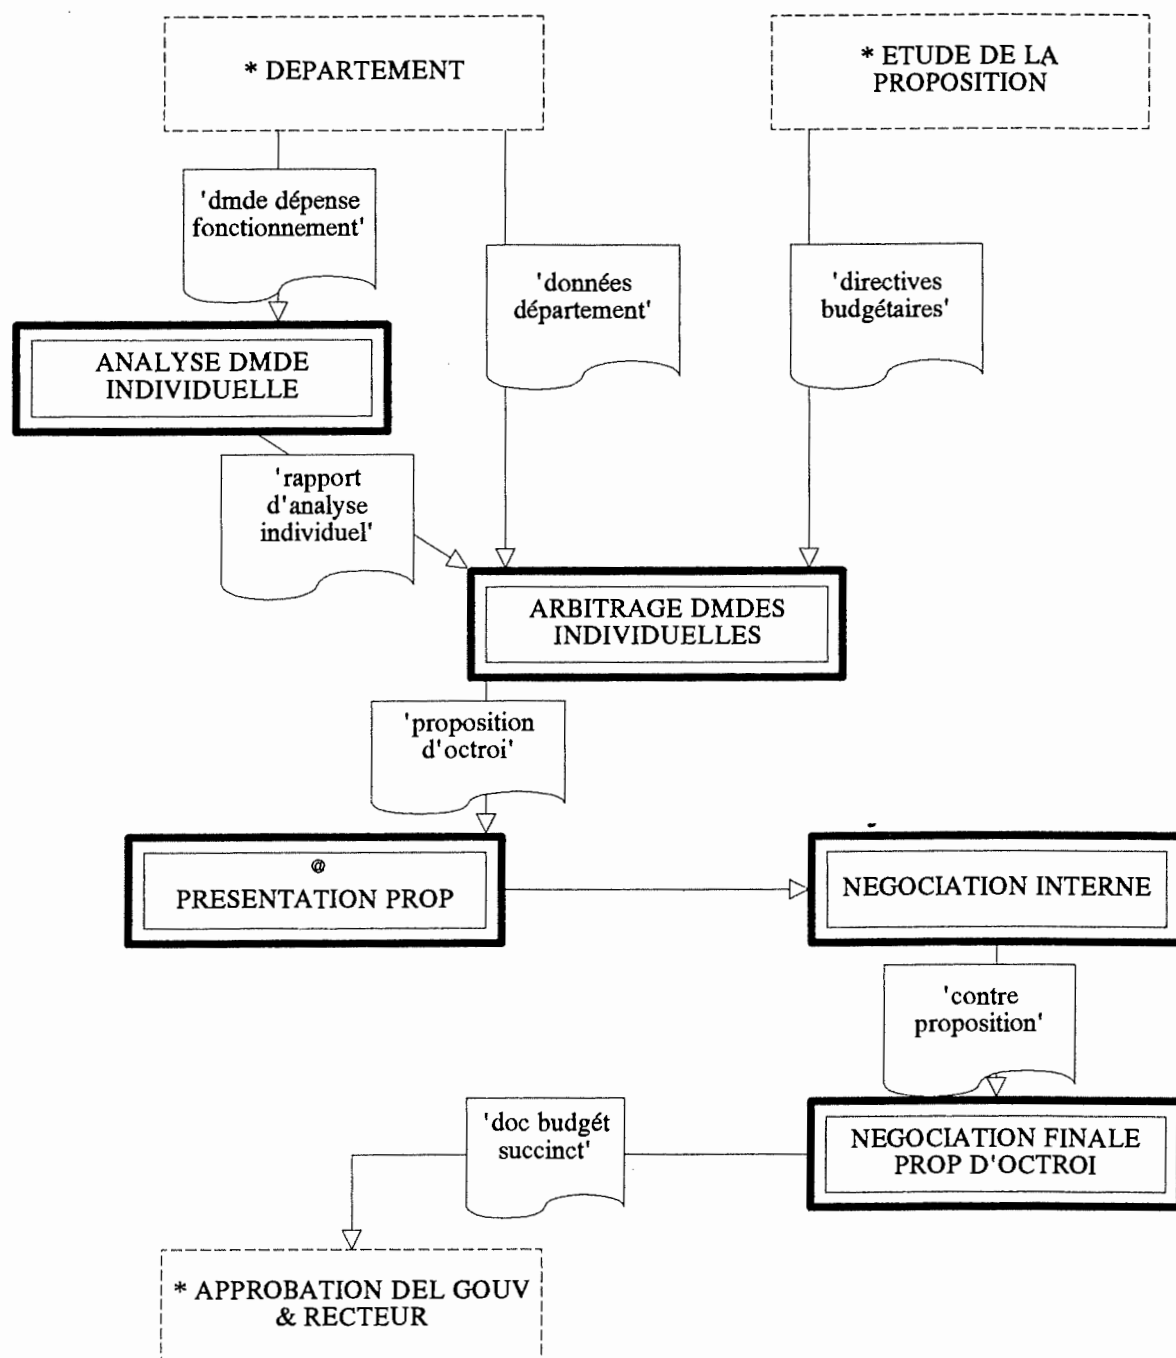 * DEPARTEMENT
* ETUDE DE LA
PROPOSITION
'dmde dépense
fonctionnement'
'données
département'
'directives
budgétaires'
ANALYSE DMDE
INDIVIDUELLE
'rapport
d'analyse
individuel'
ARBITRAGE DMDES
INDIVIDUELLES
'proposition
d'octroi'
@
PRESENTATION PROP
NEGOCIATION INTERNE
'contre
proposition'
'doc budgét
succinct'
NEGOCIATION FINALE
PROP D'OCTROI
* APPROBATION DEL GOUV
& RECTEUR